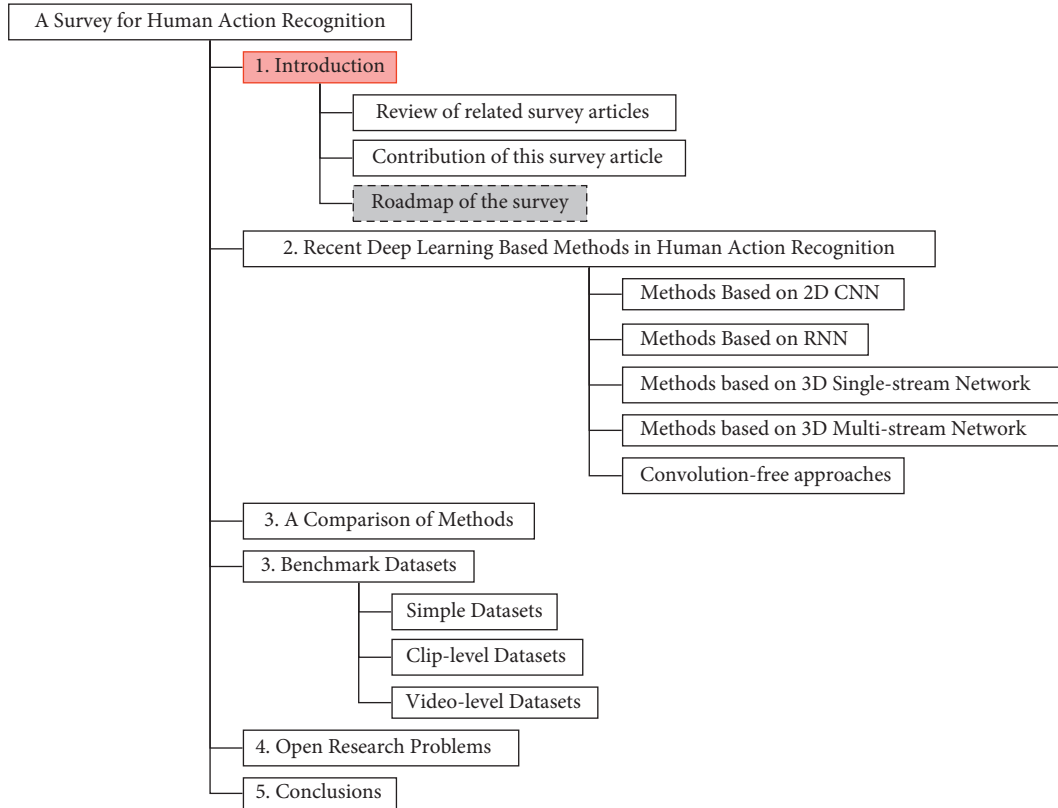 A Survey for Human Action Recognition
1. Introduction
Review of related survey articles
Contribution of this survey article
Roadmap of the survey
2. Recent Deep Learning Based Methods in Human Action Recognition
Methods Based on 2D CNN
Methods Based on RNN
Methods based on 3D Single-stream Network
Methods based on 3D Multi-stream Network
Convolution-free approaches
3. A Comparison of Methods
3. Benchmark Datasets
Simple Datasets
Clip-level Datasets
Video-level Datasets
4. Open Research Problems
5. Conclusions